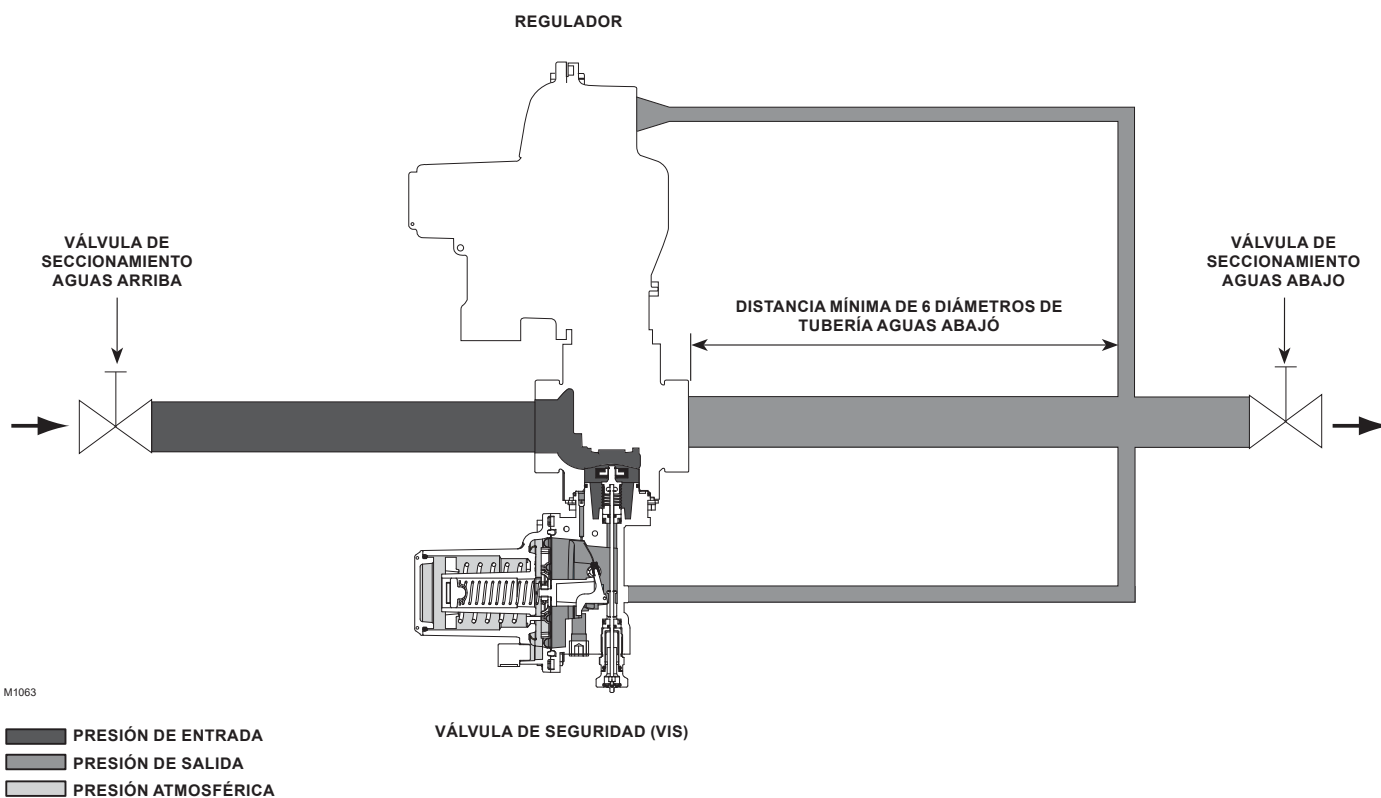 REGULADOR
VÁLVULA DE
SECCIONAMIENTO
AGUAS ARRIBA
VÁLVULA DE
SECCIONAMIENTO
AGUAS ABAJO
DISTANCIA MÍNIMA DE 6 DIÁMETROS DE
TUBERÍA AGUAS ABAJÓ
M1063
VÁLVULA DE SEGURIDAD (VIS)
PRESIÓN DE ENTRADA
PRESIÓN DE SALIDA
PRESIÓN ATMOSFÉRICA